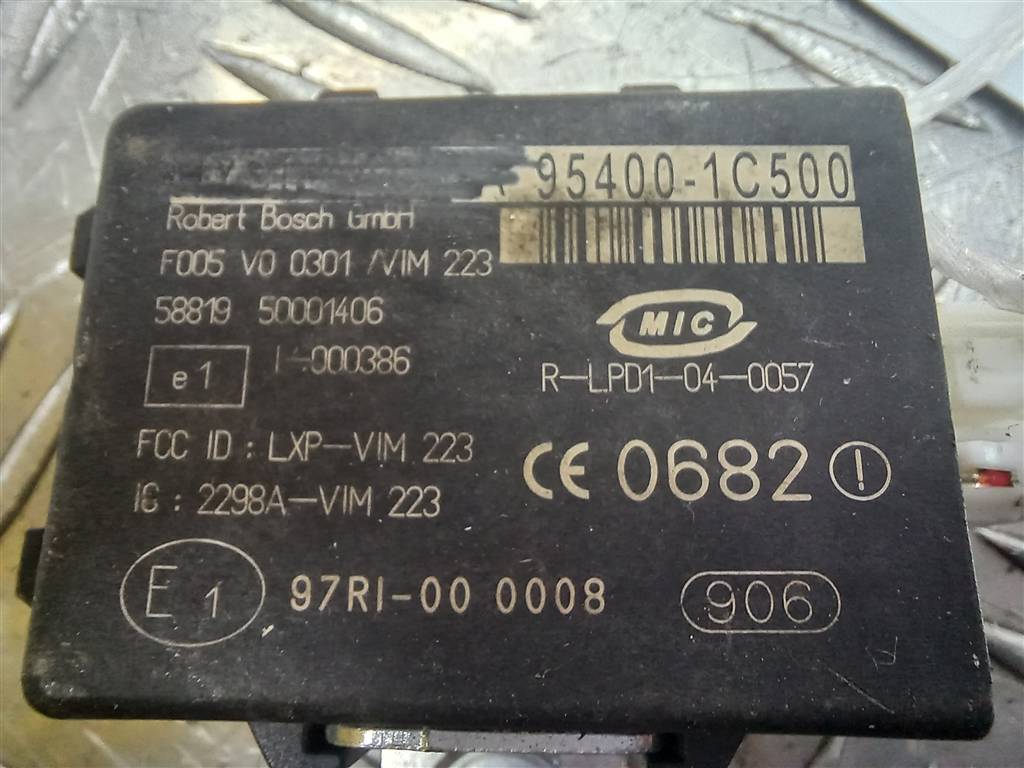 95400-1C500
Robert Bosch GmbH
F005 V0 0301 /VIM 223
58819 50001406
MIC
e1 I-000386
R-LPD1-04-0057
FCC ID : LXP-VIM 223
CE 0682 !
IC : 2298A-VIM 223
E1 97RI-00 0008 906